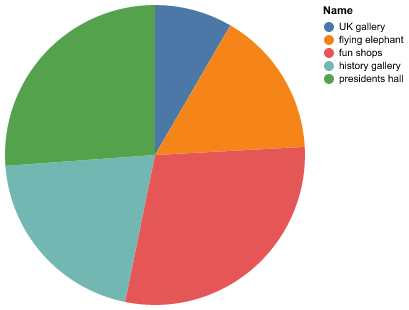 Name
UK gallery
flying elephant
fun shops
history gallery
presidents hall